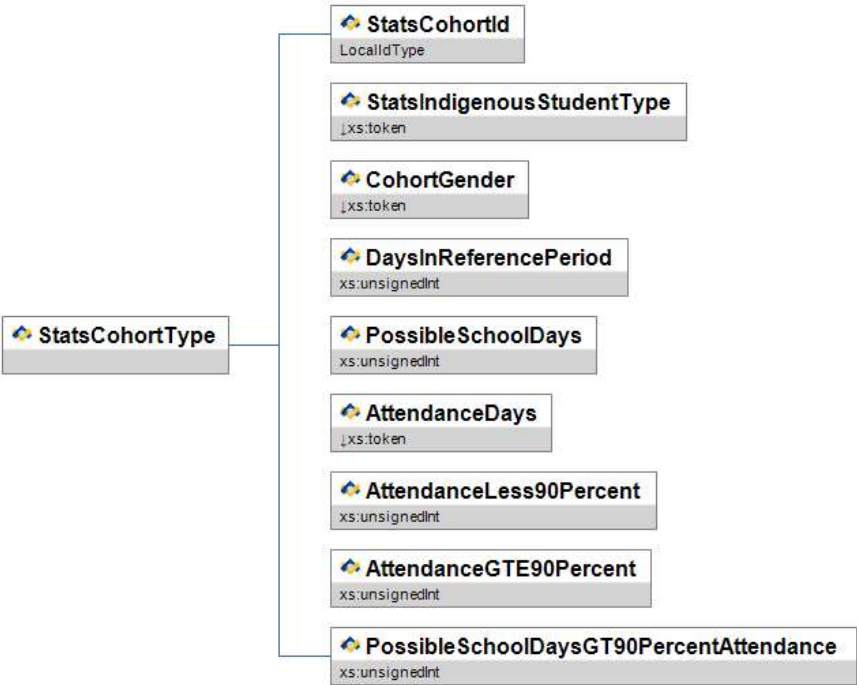 StatsCohortId
LocalIdType
StatsIndigenousStudentType
↓xs:token
CohortGender
↓xs:token
DaysInReferencePeriod
xs:unsignedInt
StatsCohortType
PossibleSchoolDays
xs:unsignedInt
AttendanceDays
↓xs:token
AttendanceLess90Percent
xs:unsignedInt
AttendanceGTE90Percent
xs:unsignedInt
PossibleSchoolDaysGT90PercentAttendance
xs:unsignedInt